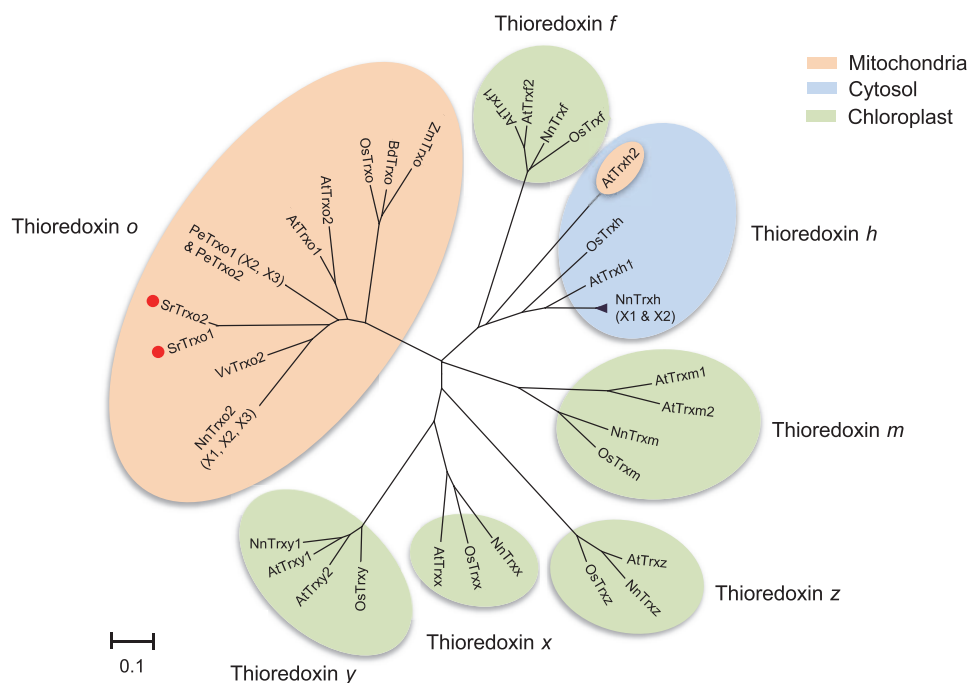 Thioredoxin f
Mitochondria
Cytosol
Chloroplast
AtTrxf1
AtTrxf2
NnTrxf
OsTrxf
Thioredoxin o
ZmTrxo
BdTrxo
OsTrxo
AtTrxo2
AtTrxo1
PeTrxo1 (X2, X3)
& PeTrxo2
SrTrxo2
SrTrxo1
VvTrxo2
NnTrxo2
(X1, X2, X3)
AtTrxh2
OsTrxh
AtTrxh1
NnTrxh
(X1 & X2)
Thioredoxin h
AtTrxm1
AtTrxm2
NnTrxm
OsTrxm
Thioredoxin m
NnTrxy1
AtTrxy1
AtTrxy2
OsTrxy
Thioredoxin y
AtTrxx
OsTrxx
NnTrxx
Thioredoxin x
AtTrxz
NnTrxz
OsTrxz
Thioredoxin z
0.1